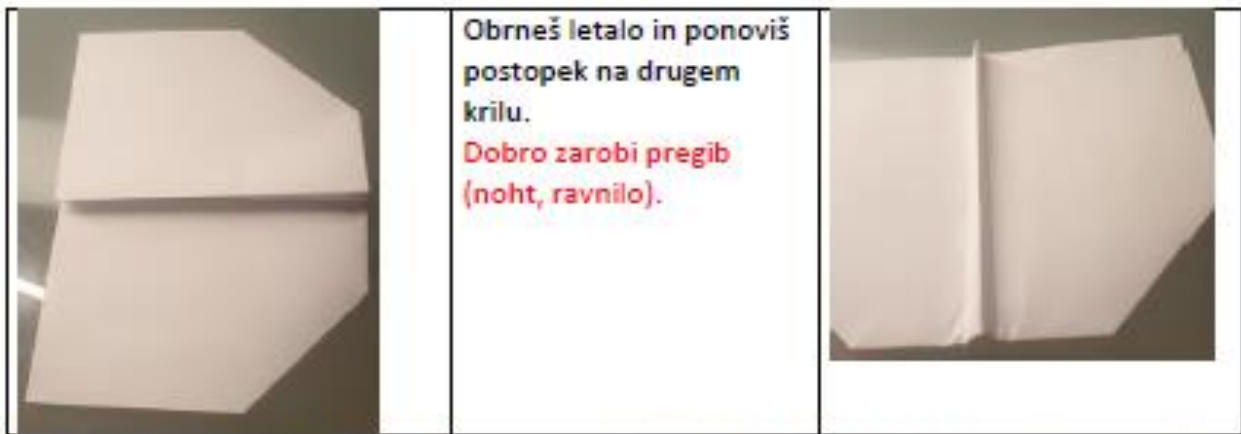 Obrneš letalo in ponoviš
postopek na drugem
krilu.
Dobro zarobi pregib
(noht, ravnilo).